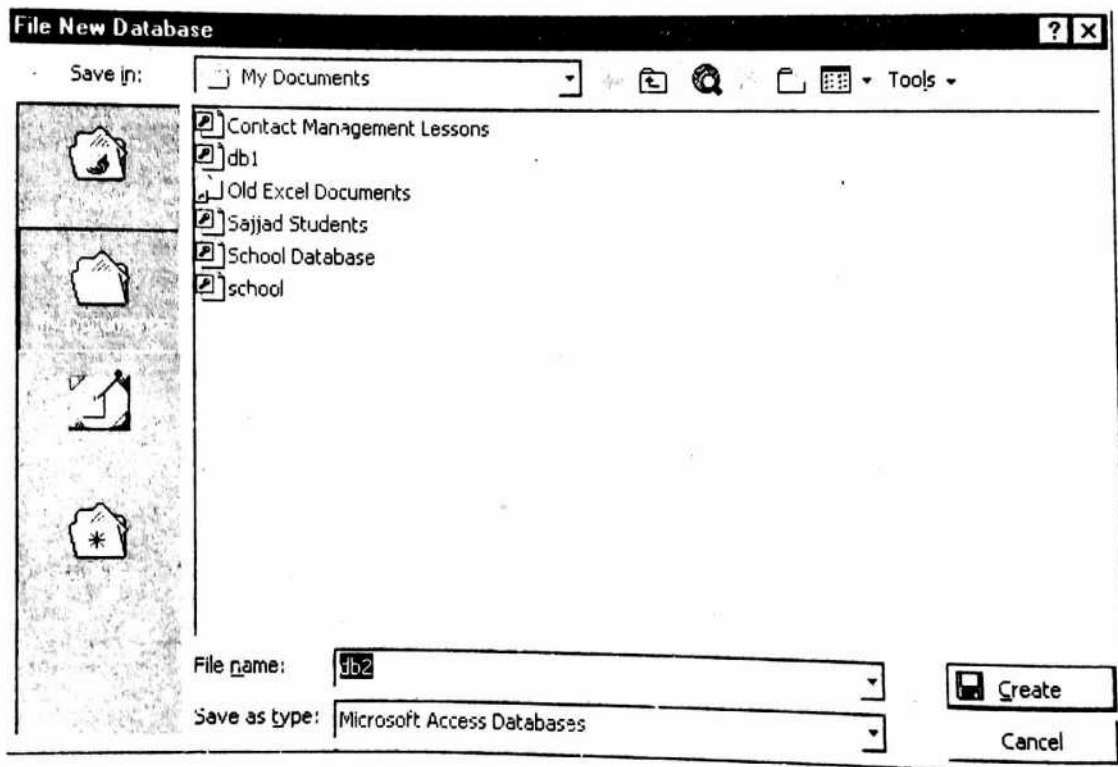 File New Database
Save in:
My Documents
Tools
Contact Management Lessons
db1
Old Excel Documents
Sajjad Students
School Database
school
File name:
db2
Create
Save as type:
Microsoft Access Databases
Cancel